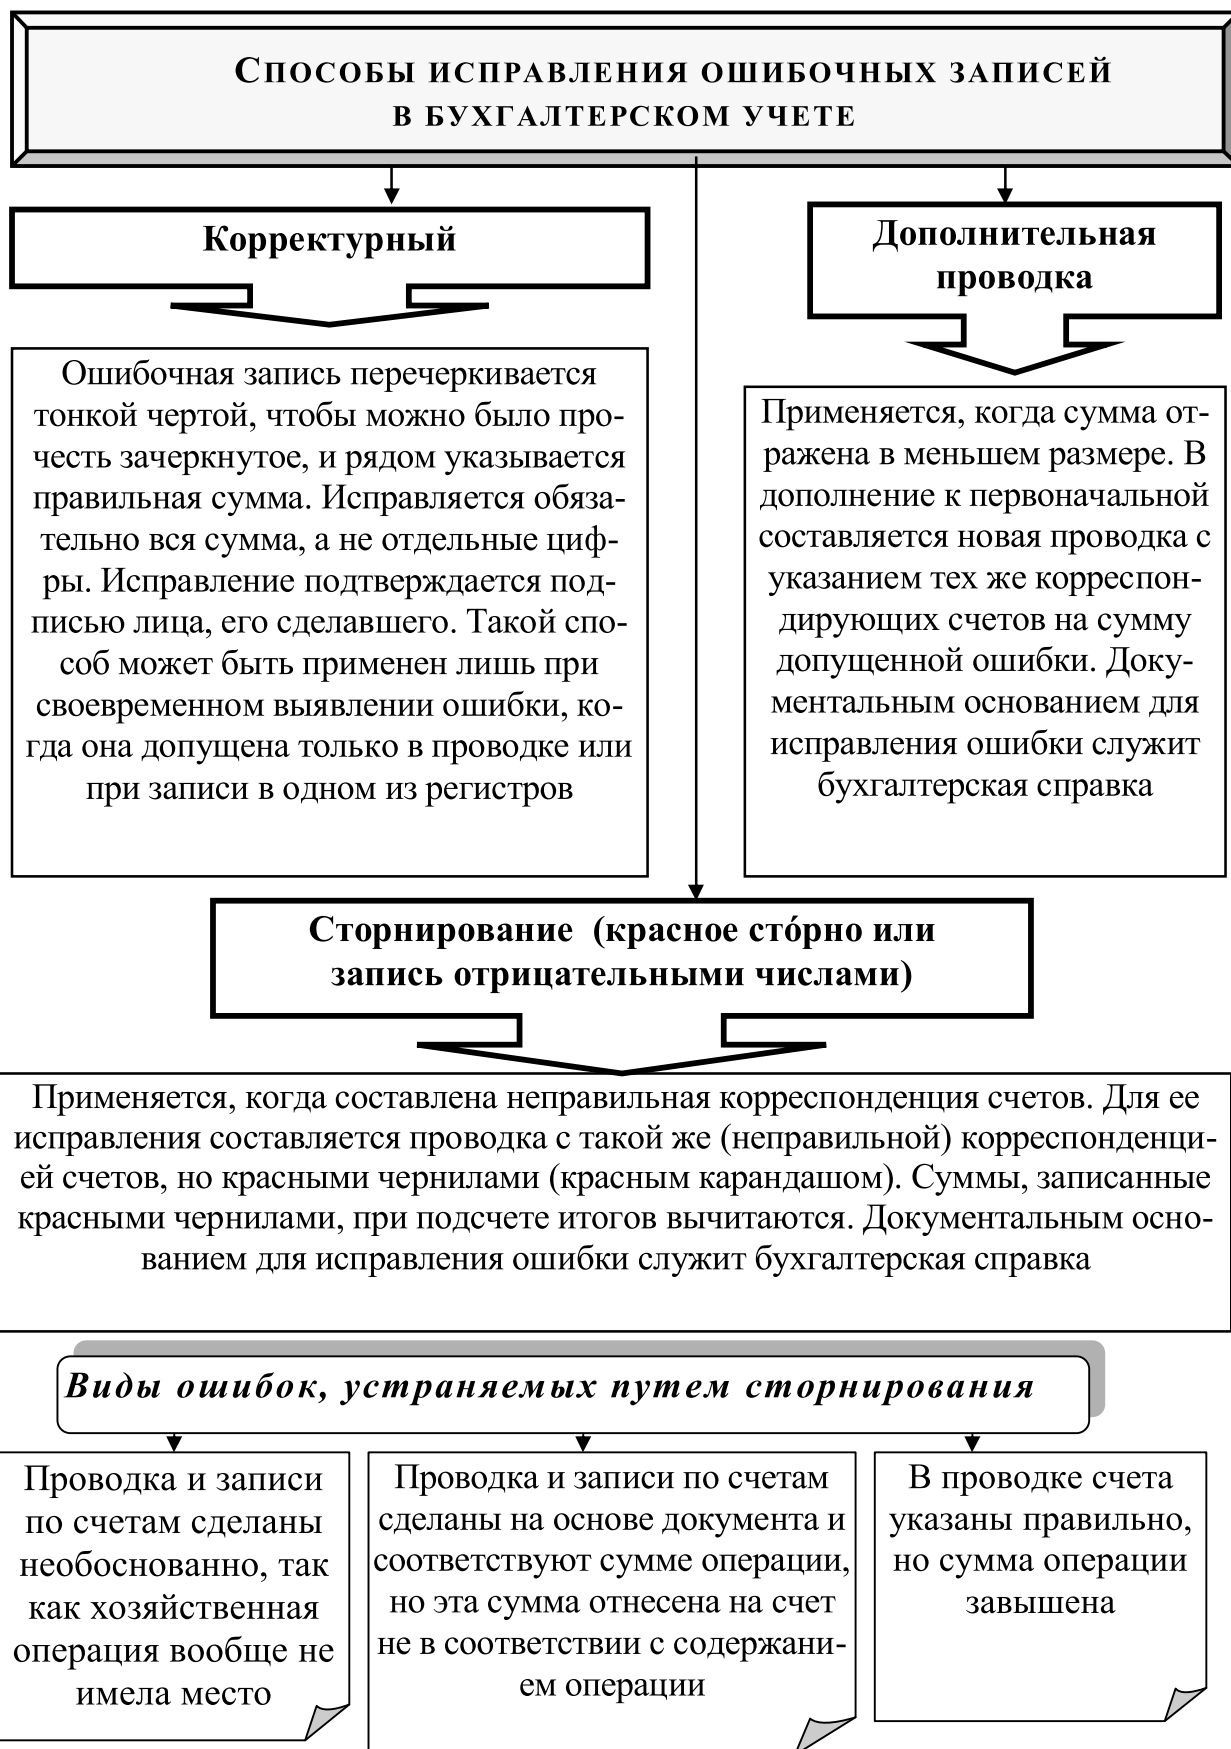 СПОСОБЫ ИСПРАВЛЕНИЯ ОШИБОЧНЫХ ЗАПИСЕЙ
В БУХГАЛТЕРСКОМ УЧЕТЕ
Корректурный
Ошибочная запись перечеркивается
тонкой чертой, чтобы можно было про-
честь зачеркнутое, и рядом указывается
правильная сумма. Исправляется обяза-
тельно вся сумма, а не отдельные циф-
ры. Исправление подтверждается под-
писью лица, его сделавшего. Такой спо-
соб может быть применен лишь при
своевременном выявлении ошибки, ко-
гда она допущена только в проводке или
при записи в одном из регистров
Дополнительная
проводка
Применяется, когда сумма от-
ражена в меньшем размере. В
дополнение к первоначальной
составляется новая проводка с
указанием тех же корреспон-
дирующих счетов на сумму
допущенной ошибки. Доку-
ментальным основанием для
исправления ошибки служит
бухгалтерская справка
Сторнирование (красное сто́рно или
запись отрицательными числами)
Применяется, когда составлена неправильная корреспонденция счетов. Для ее
исправления составляется проводка с такой же (неправильной) корреспонденци-
ей счетов, но красными чернилами (красным карандашом). Суммы, записанные
красными чернилами, при подсчете итогов вычитаются. Документальным осно-
ванием для исправления ошибки служит бухгалтерская справка
Виды ошибок, устраняемых путем сторнирования
Проводка и записи
по счетам сделаны
необоснованно, так
как хозяйственная
операция вообще не
имела место
Проводка и записи по счетам
сделаны на основе документа и
соответствуют сумме операции,
но эта сумма отнесена на счет
не в соответствии с содержани-
ем операции
В проводке счета
указаны правильно,
но сумма операции
завышена